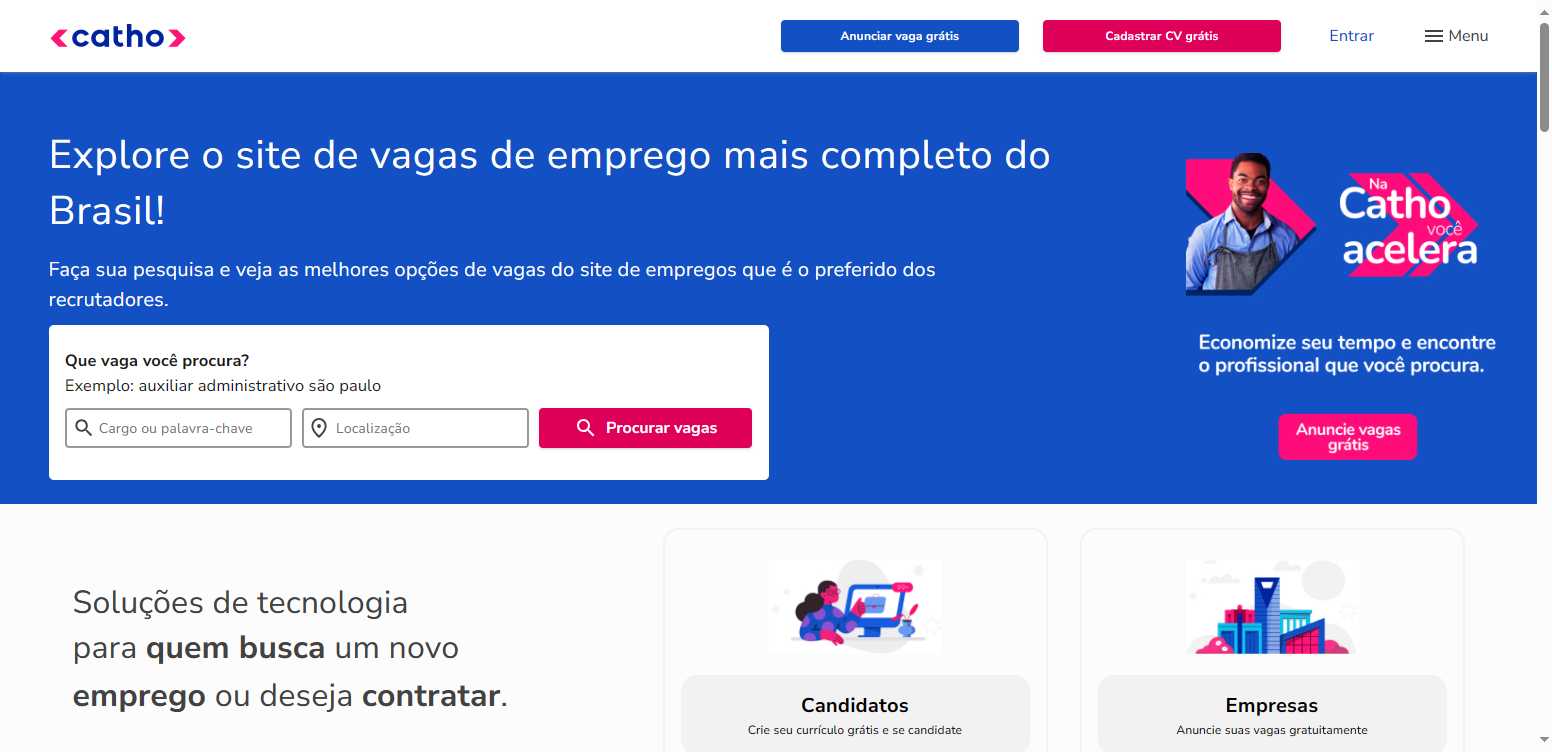 catho
Anunciar vaga grátis
Cadastrar CV grátis
Entrar
Menu
Explore o site de vagas de emprego mais completo do
Brasil!
Faça sua pesquisa e veja as melhores opções de vagas do site de empregos que é o preferido dos
recrutadores.
Que vaga você procura?
Exemplo: auxiliar administrativo são paulo
Cargo ou palavra-chave
Localização
Procurar vagas
Na
Catho
você
acelera
Economize seu tempo e encontre
o profissional que você procura.
Anuncie vagas
grátis
Soluções de tecnologia
para quem busca um novo
emprego ou deseja contratar.
Candidatos
Crie seu currículo grátis e se candidate
Empresas
Anuncie suas vagas gratuitamente